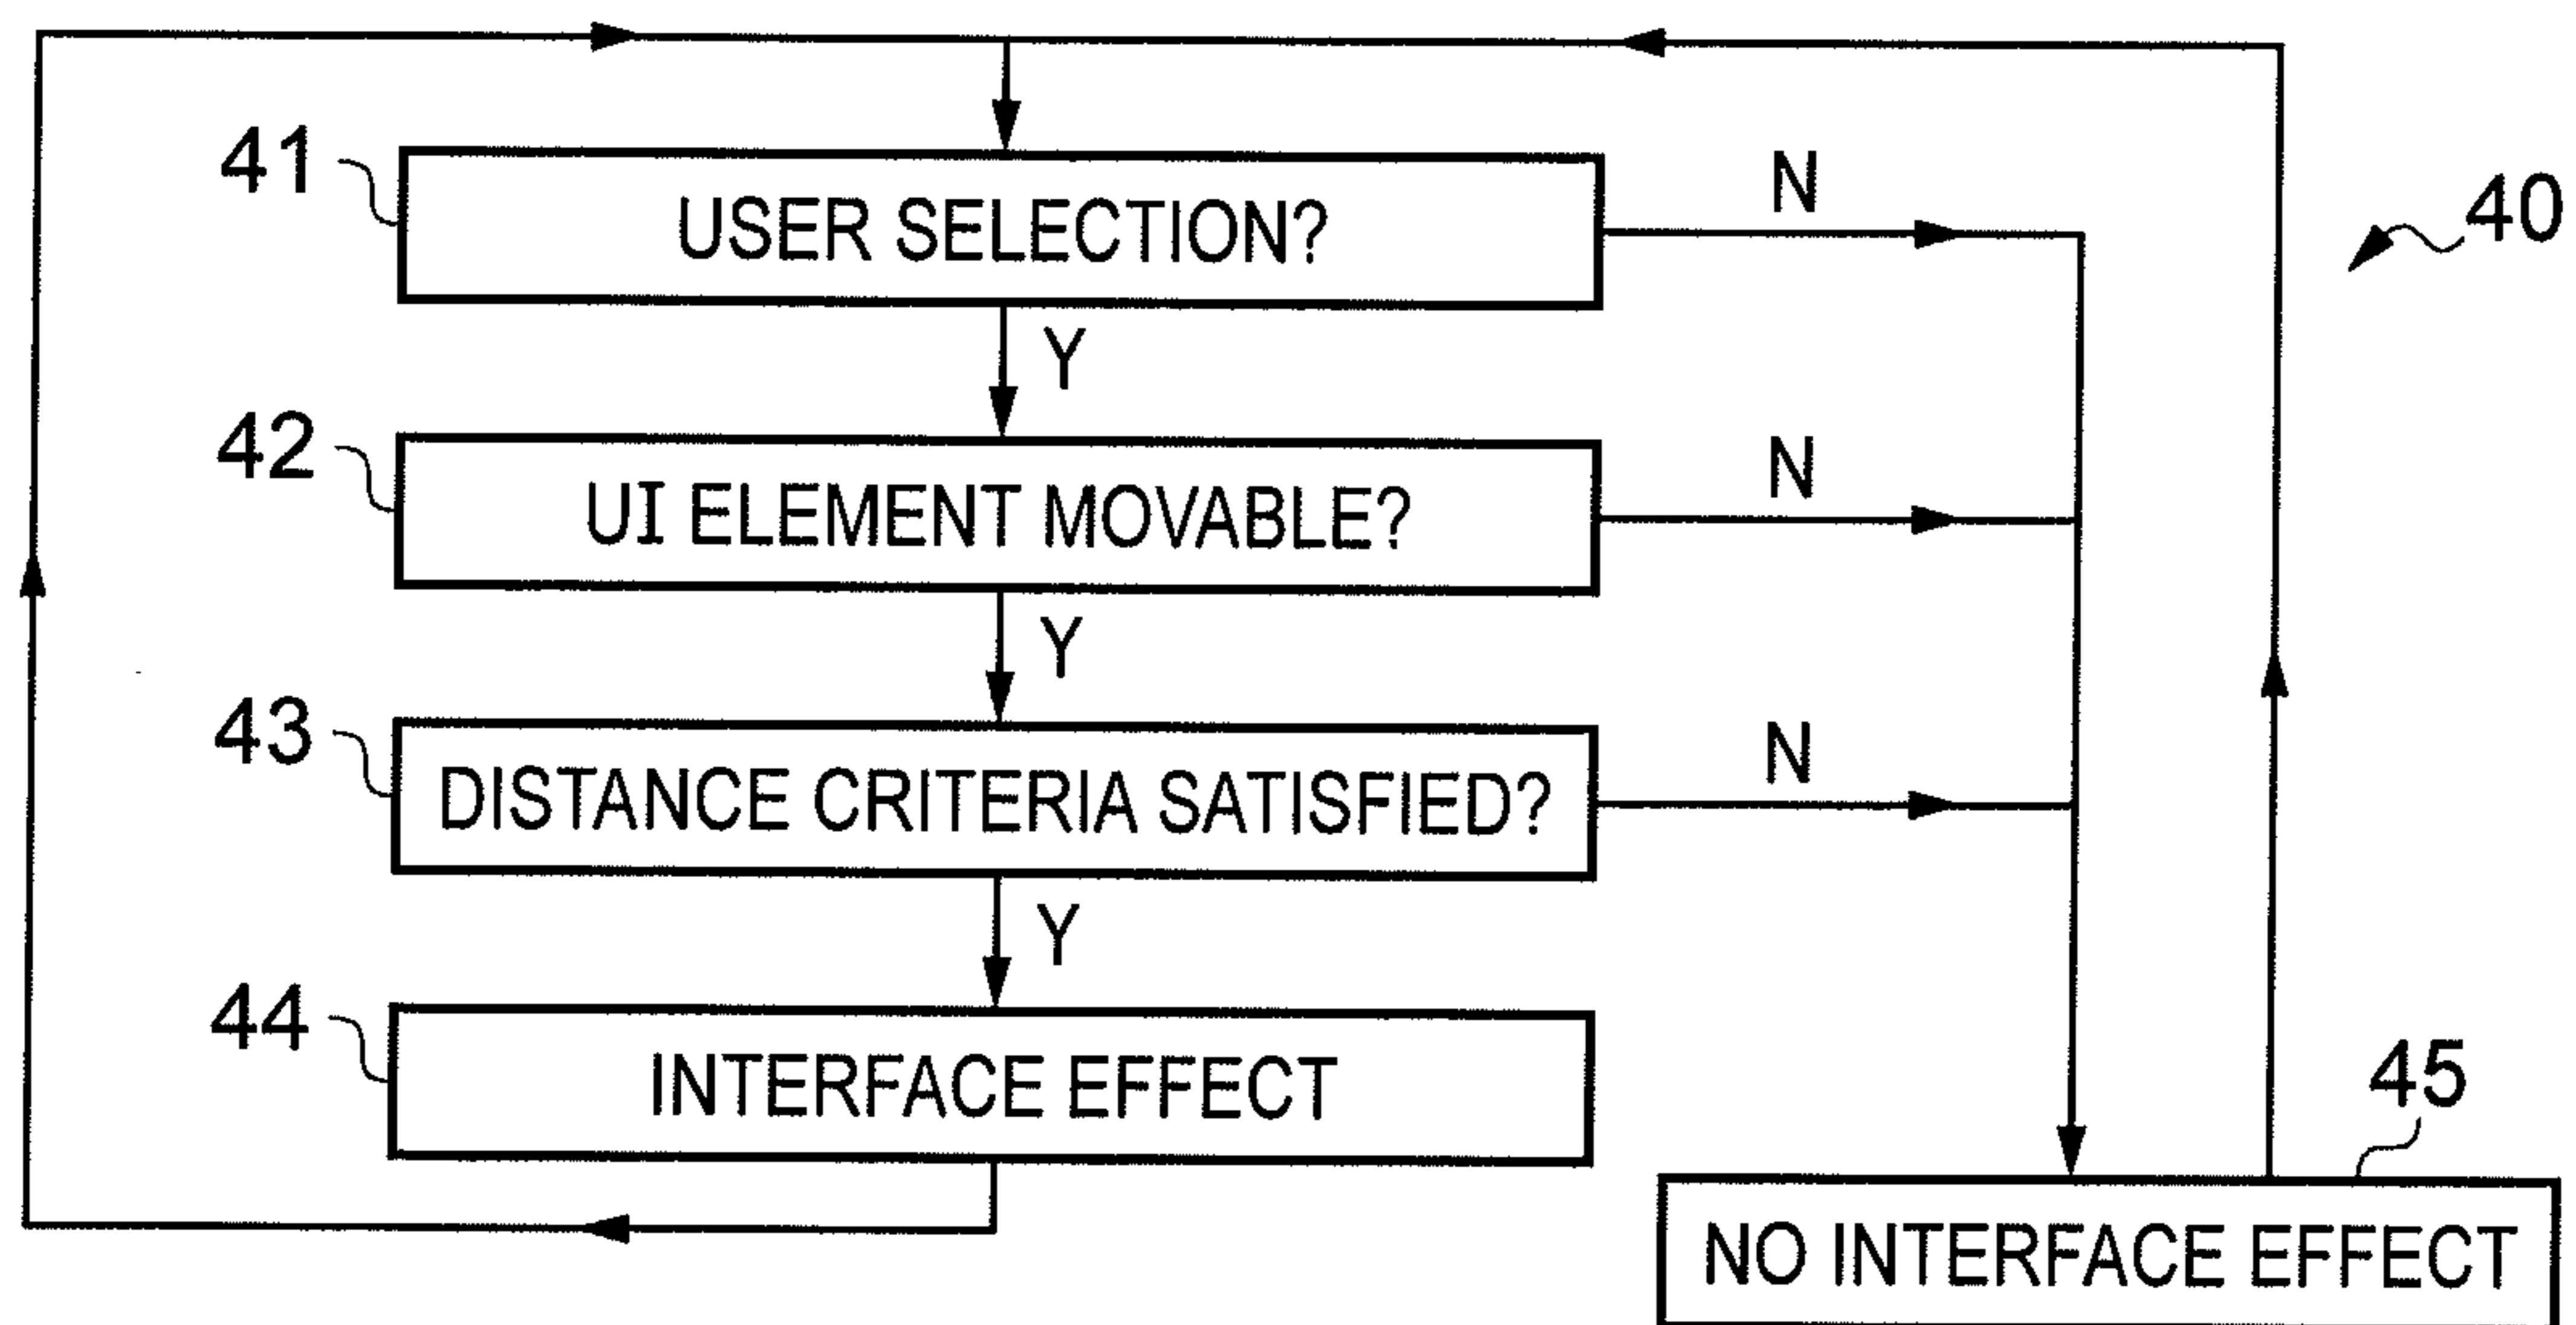 41
USER SELECTION?
N
40
Y
42
UI ELEMENT MOVABLE?
N
Y
43
DISTANCE CRITERIA SATISFIED?
N
Y
44
INTERFACE EFFECT
45
NO INTERFACE EFFECT